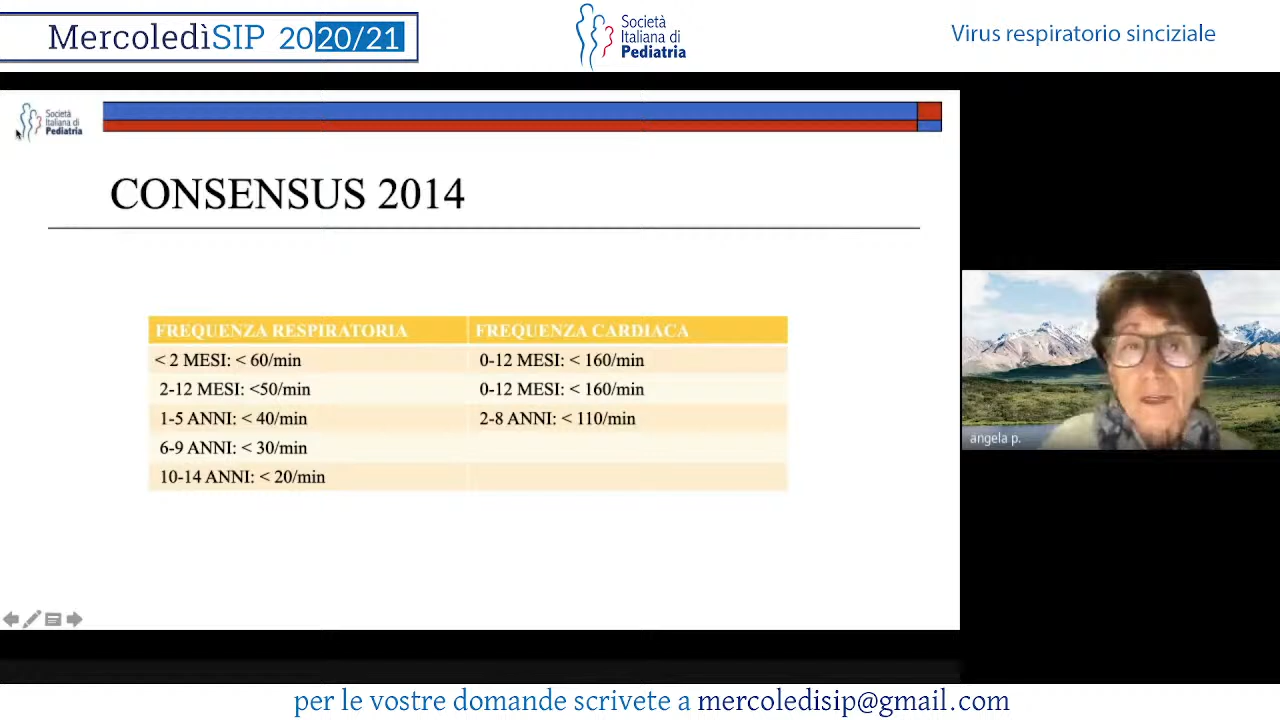 MercoledìSIP 2020/21
Società
Italiana di
Pediatria
Virus respiratorio sinciziale
Società
Italiana di
Pediatria
CONSENSUS 2014
FREQUENZA RESPIRATORIA FREQUENZA CARDIACA
< 2 MESI: < 60/min 0-12 MESI: < 160/min
2-12 MESI: <50/min 0-12 MESI: < 160/min
1-5 ANNI: < 40/min 2-8 ANNI: < 110/min
6-9 ANNI: < 30/min
10-14 ANNI: < 20/min
angela p.
per le vostre domande scrivete a mercoledisip@gmail.com